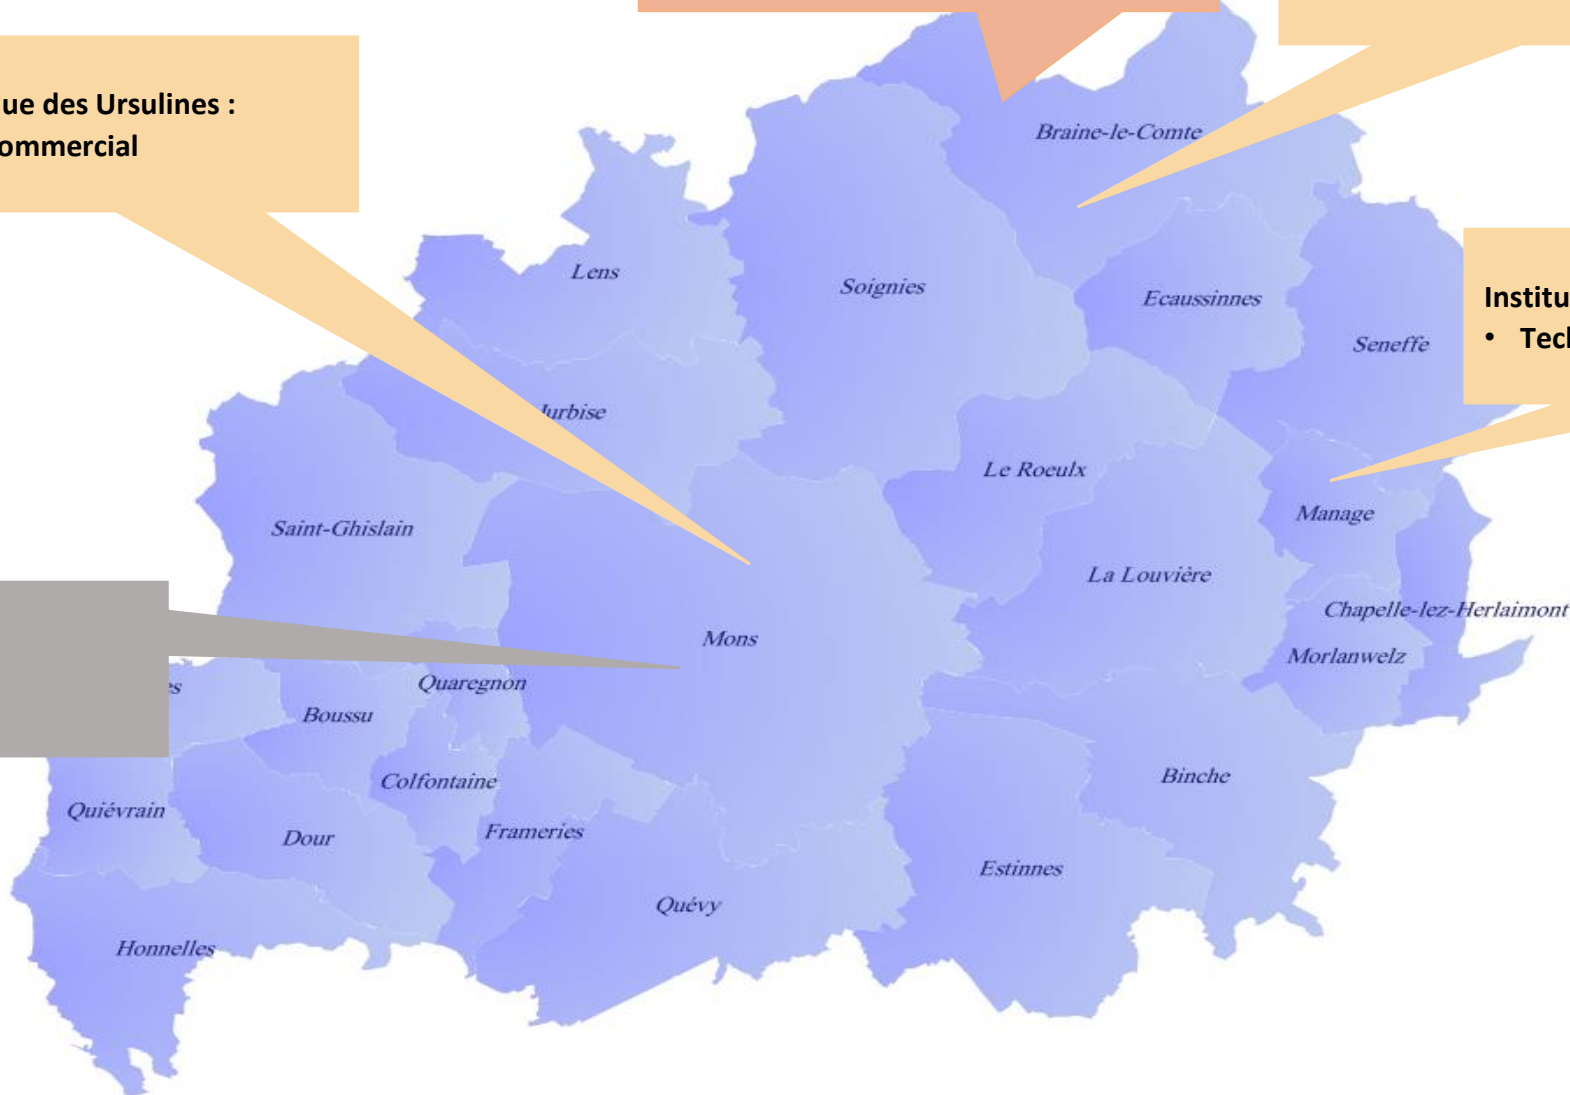 ue des Ursulines :
ommercial
Braine-le-Comte
Lens
Soignies
Ecaussinnes
Institu
• Tecl
Seneffe
Jurbise
Le Roeulx
Saint-Ghislain
Manage
La Louvière
Chapelle-lez-Herlaimont
Mons
Morlanwelz
es
Quaregnon
Boussu
Binche
Colfontaine
Quiévrain
Dour
Frameries
Estinnes
Quévy
Honnelles